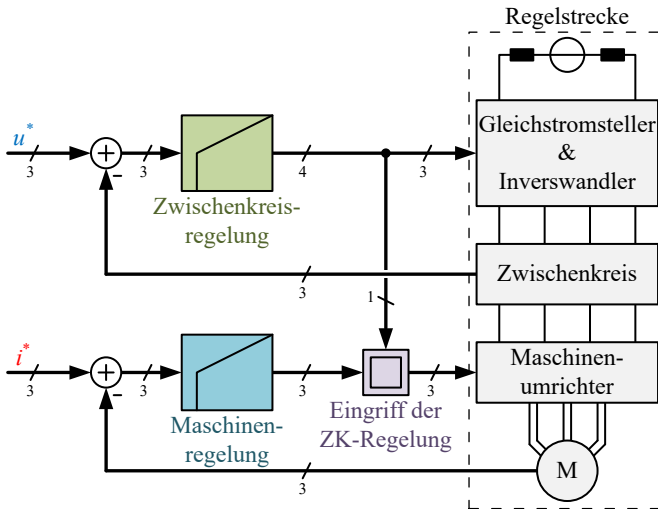 Regelstrecke
u*
3
+
-
3
Zwischenkreis-
regelung
4
3
Gleichstromsteller
&
Inverswandler
3
Zwischenkreis
1
i*
3
+
-
3
Maschinen-
regelung
3
Eingriff der
ZK-Regelung
3
Maschinen-
umrichter
3
M